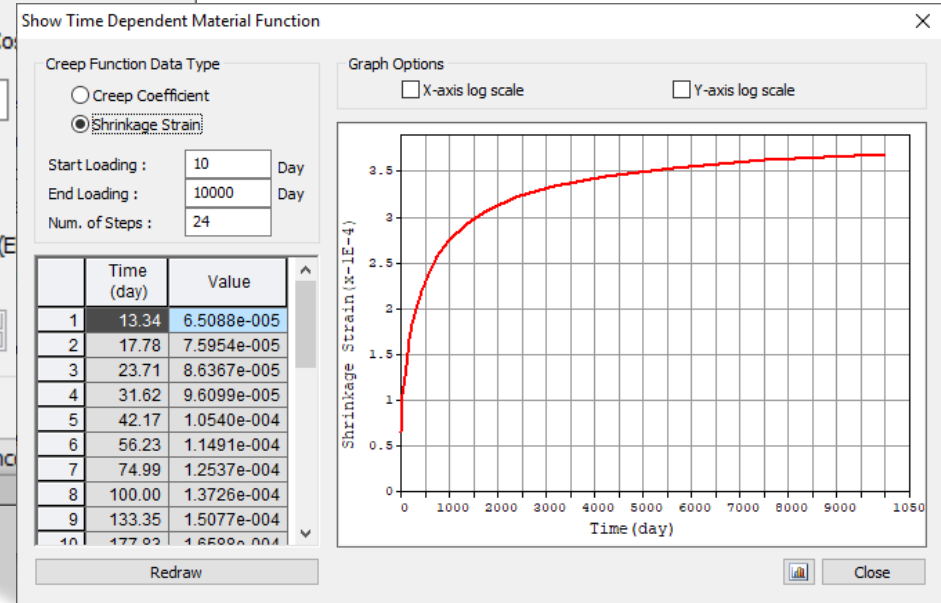 Show Time Dependent Material Function
Creep Function Data Type
Creep Coefficient
Shrinkage Strain
Start Loading : 10 Day
End Loading : 10000 Day
Num. of Steps : 24
Time (day) Value
1 13.34 6.5088e-005
2 17.78 7.5954e-005
3 23.71 8.6367e-005
4 31.62 9.6099e-005
5 42.17 1.0540e-004
6 56.23 1.1491e-004
7 74.99 1.2537e-004
8 100.00 1.3726e-004
9 133.35 1.5077e-004
10 177.83 1.6588e-004
Redraw
Graph Options
X-axis log scale
Y-axis log scale
Shrinkage Strain(x-1E-4)
3.5
3
2.5
2
1.5
1
0.5
0
0 1000 2000 3000 4000 5000 6000 7000 8000 9000 1050
Time(day)
Close